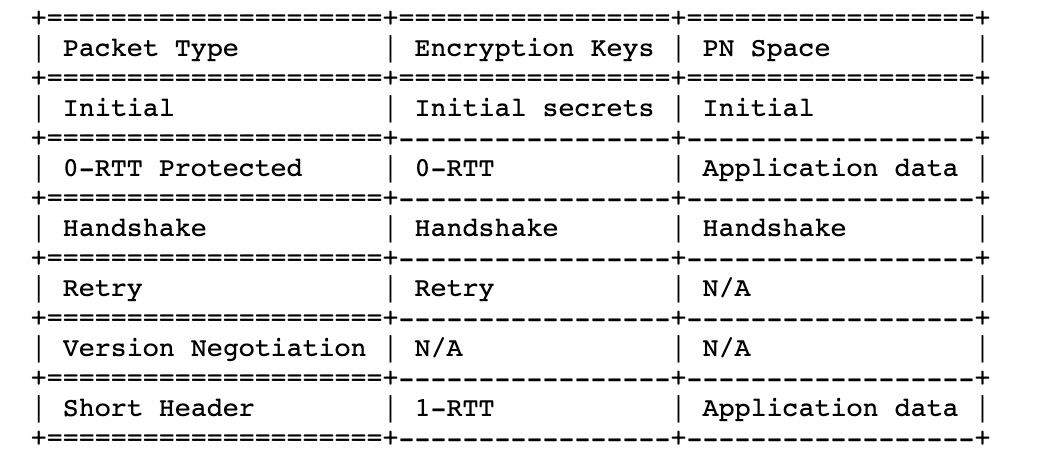 +=====================+=================+==================+
| Packet Type         | Encryption Keys | PN Space         |
+=====================+=================+==================+
| Initial             | Initial secrets | Initial          |
+=====================+-----------------+------------------+
| 0-RTT Protected     | 0-RTT           | Application data |
+=====================+-----------------+------------------+
| Handshake           | Handshake       | Handshake        |
+=====================+-----------------+------------------+
| Retry               | Retry           | N/A              |
+=====================+-----------------+------------------+
| Version Negotiation | N/A             | N/A              |
+=====================+-----------------+------------------+
| Short Header        | 1-RTT           | Application data |
+=====================+-----------------+------------------+